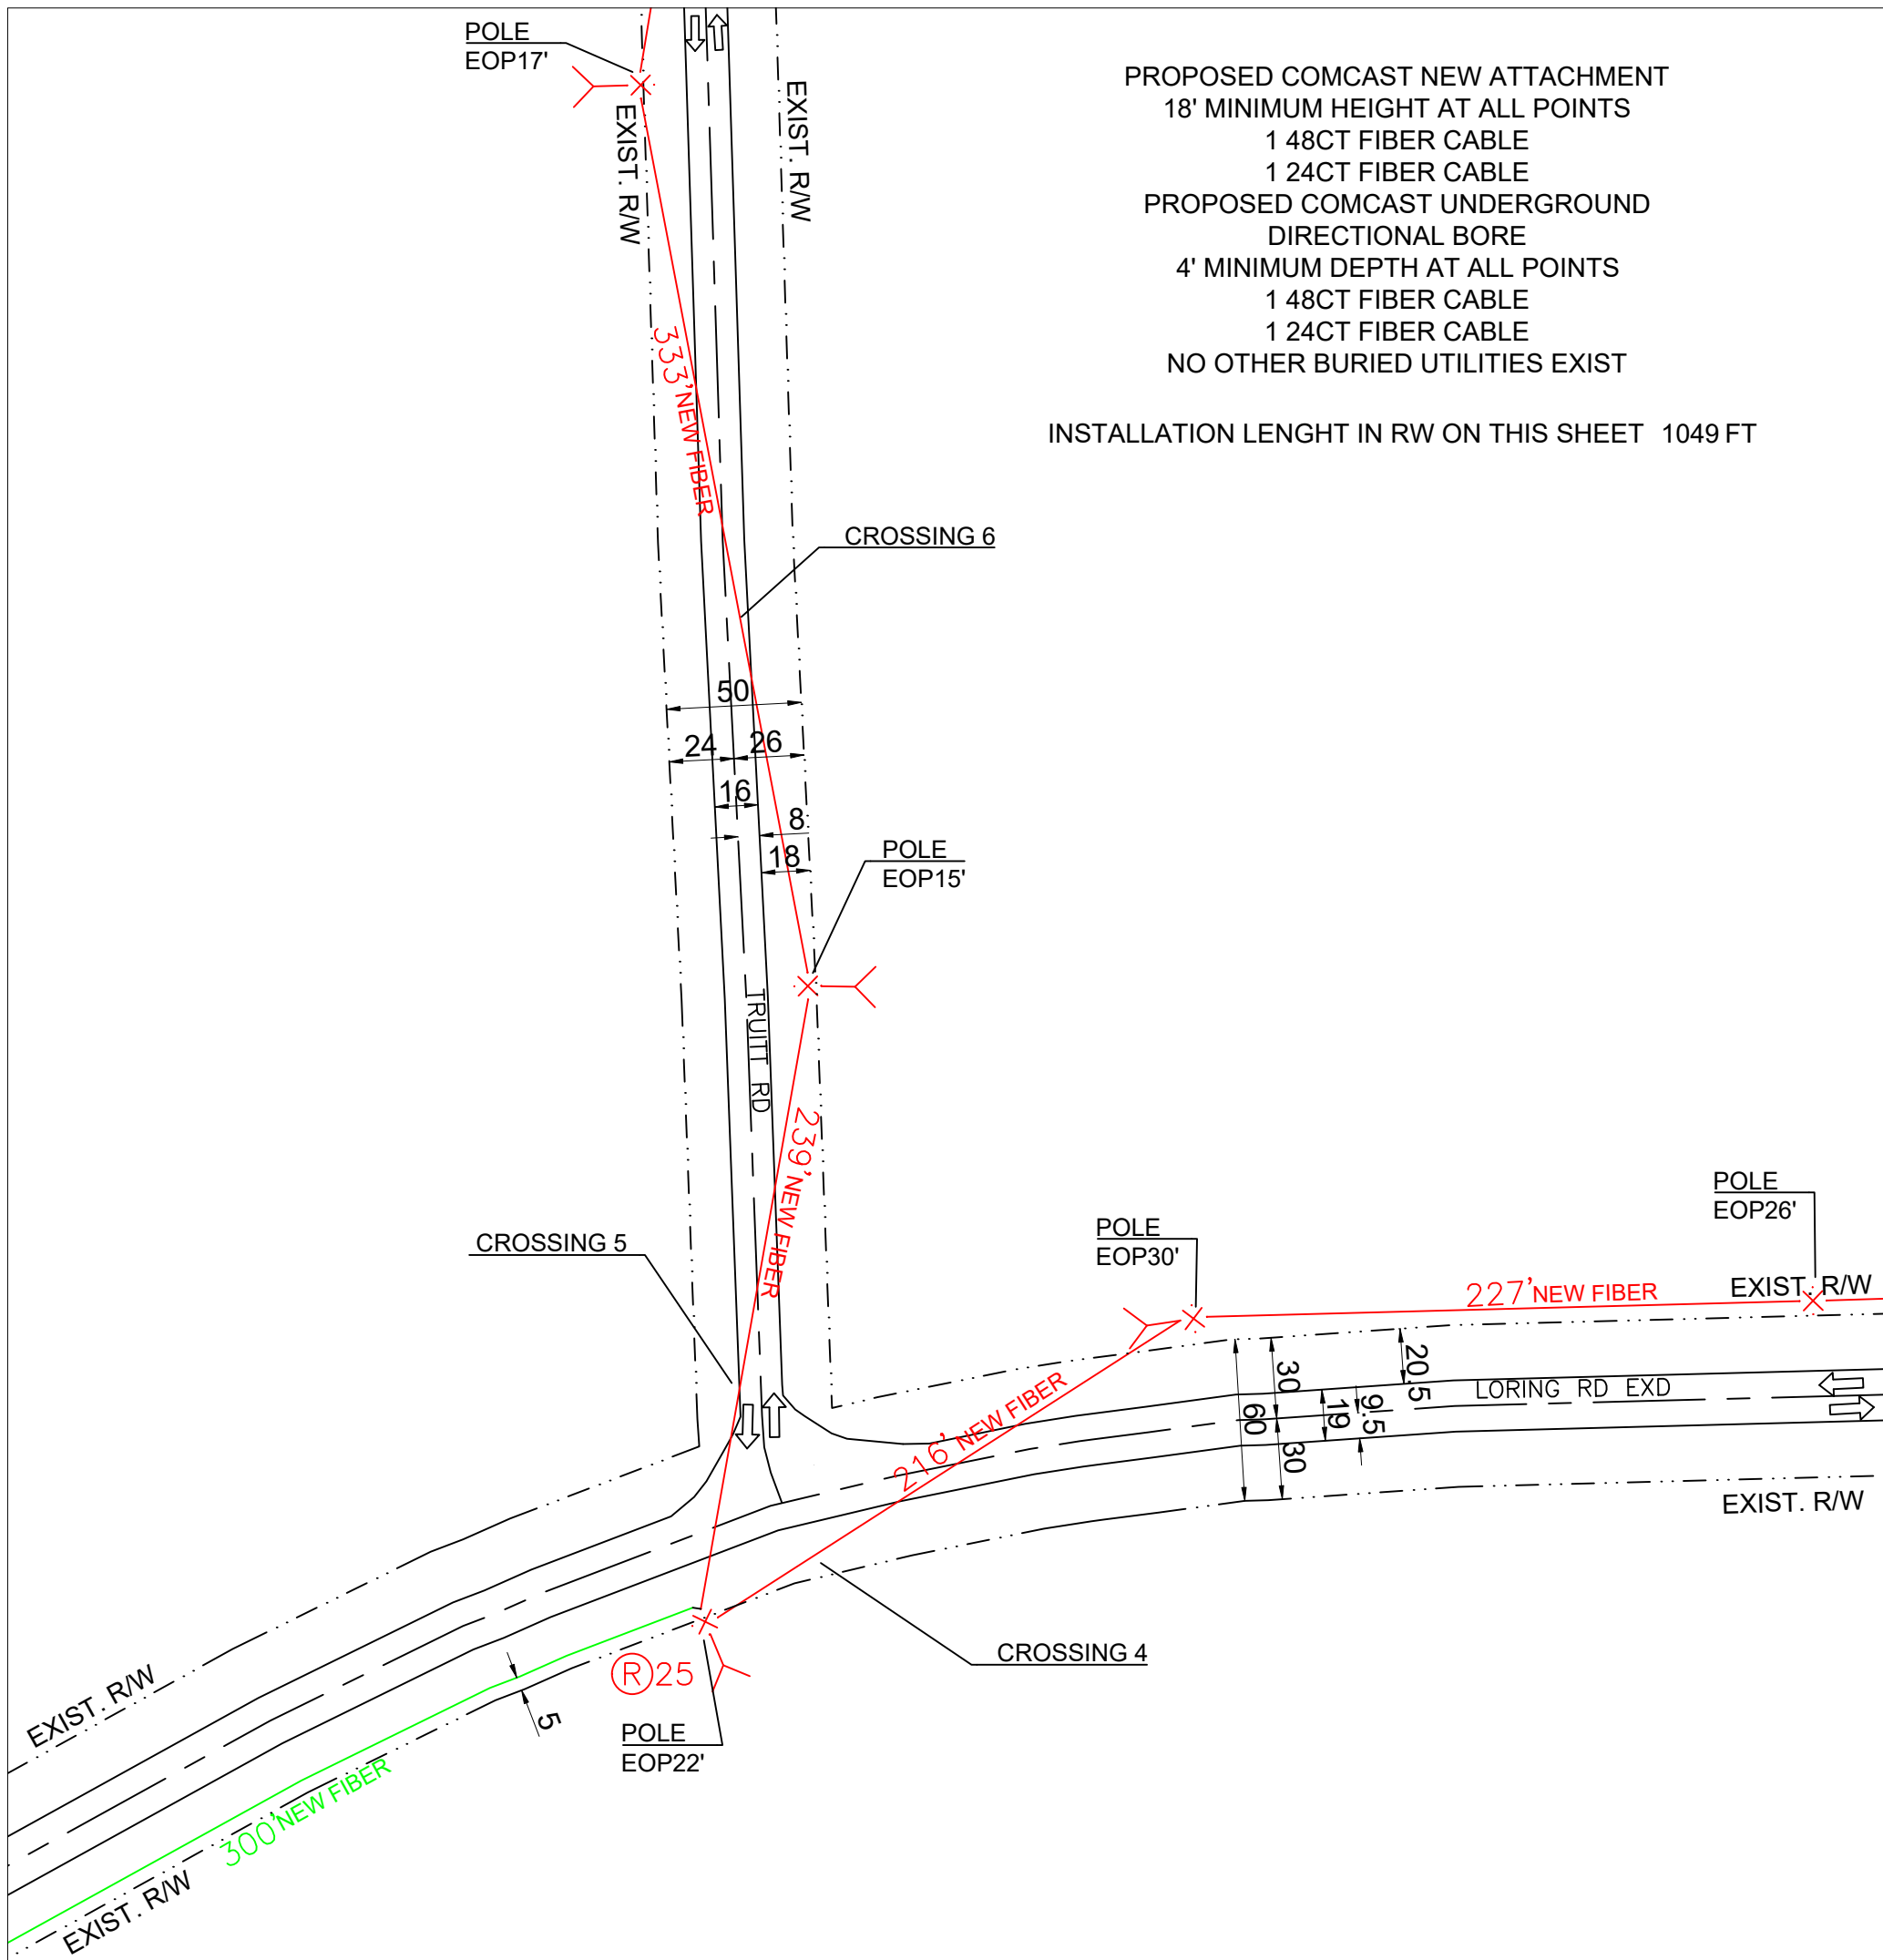 POLE
EOP17'
EXIST. R/W
EXIST. R/W
PROPOSED COMCAST NEW ATTACHMENT
18' MINIMUM HEIGHT AT ALL POINTS
1 48CT FIBER CABLE
1 24CT FIBER CABLE
PROPOSED COMCAST UNDERGROUND
DIRECTIONAL BORE
4' MINIMUM DEPTH AT ALL POINTS
1 48CT FIBER CABLE
1 24CT FIBER CABLE
NO OTHER BURIED UTILITIES EXIST
INSTALLATION LENGHT IN RW ON THIS SHEET 1049 FT
333' NEW FIBER
CROSSING 6
50
24
26
16
8
18
POLE
EOP15'
TRUITT RD
239' NEW FIBER
CROSSING 5
POLE
EOP30'
POLE
EOP26'
227' NEW FIBER
EXIST. R/W
20.5
30
LORING RD EXD
9.5
19
60
30
216' NEW FIBER
EXIST. R/W
CROSSING 4
R 25
5
POLE
EOP22'
EXIST. R/W
300' NEW FIBER
EXIST. R/W